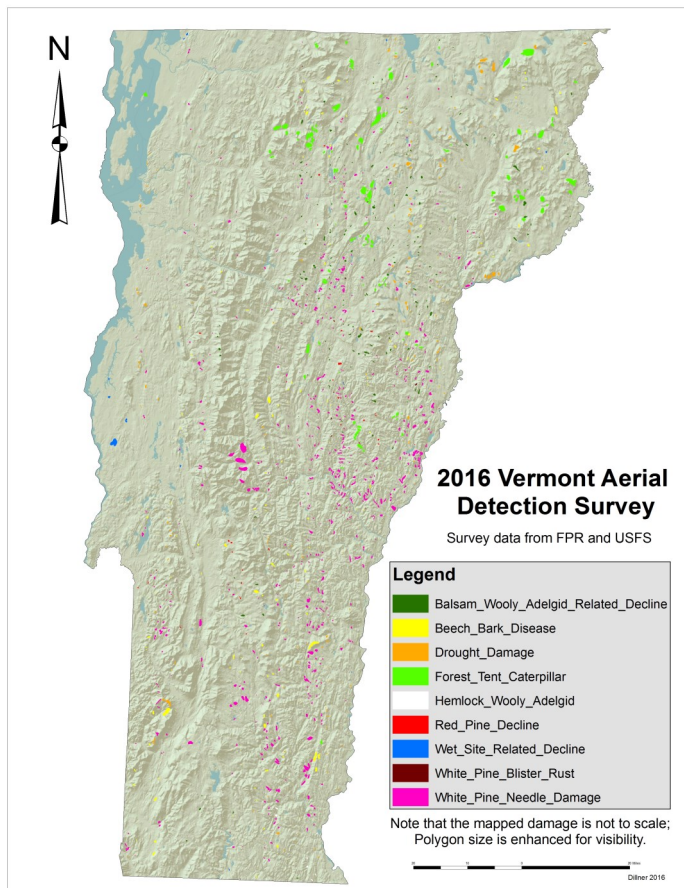 N
2016 Vermont Aerial
Detection Survey
Survey data from FPR and USFS
Legend
Balsam_Wooly_Adelgid_Related_Decline
Beech_Bark_Disease
Drought_Damage
Forest_Tent_Caterpillar
Hemlock_Wooly_Adelgid
Red_Pine_Decline
Wet_Site_Related_Decline
White_Pine_Blister_Rust
White_Pine_Needle_Damage
Note that the mapped damage is not to scale;
Polygon size is enhanced for visibility.
Dillner 2016